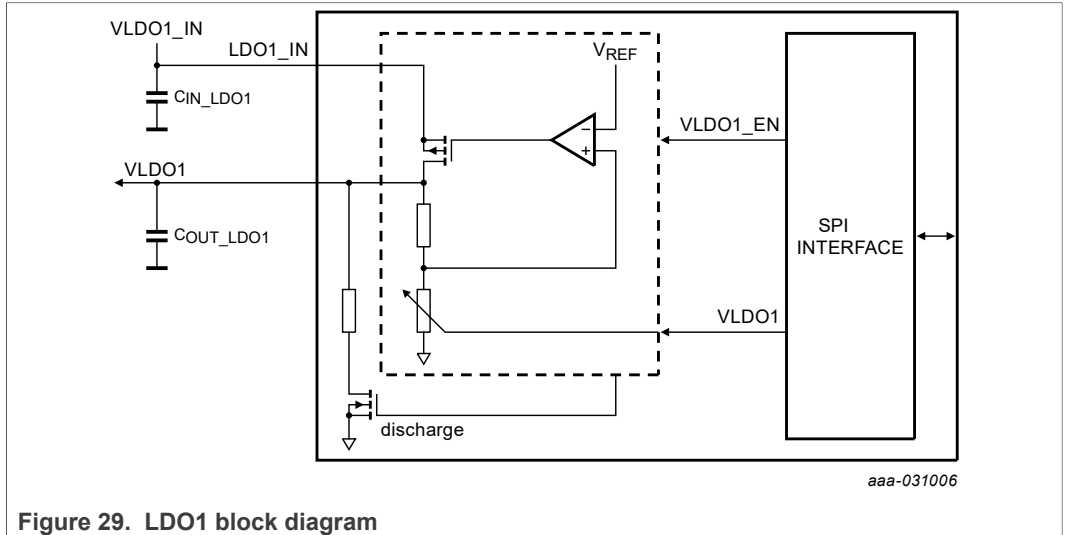 VLDO1_IN
LDO1_IN
VREF
CIN_LDO1
−
+
VLDO1_EN
VLDO1
COUT_LDO1
SPI
INTERFACE
VLDO1
discharge
aaa-031006
Figure 29. LDO1 block diagram